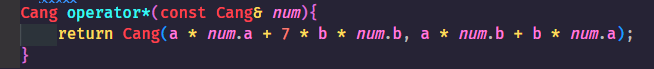 Cang operator*(const Cang& num){
    return Cang(a * num.a + 7 * b * num.b, a * num.b + b * num.a);
}